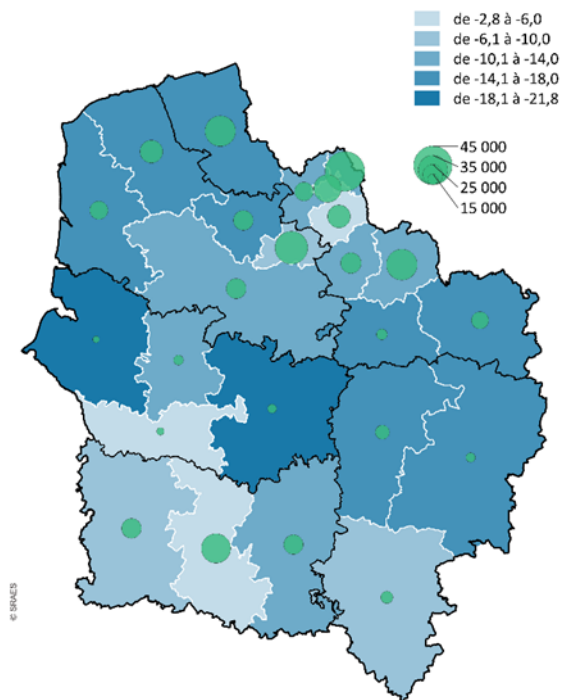 de -2,8 à -6,0
de -6,1 à -10,0
de -10,1 à -14,0
de -14,1 à -18,0
de -18,1 à -21,8
45 000
35 000
25 000
15 000
© SRAES